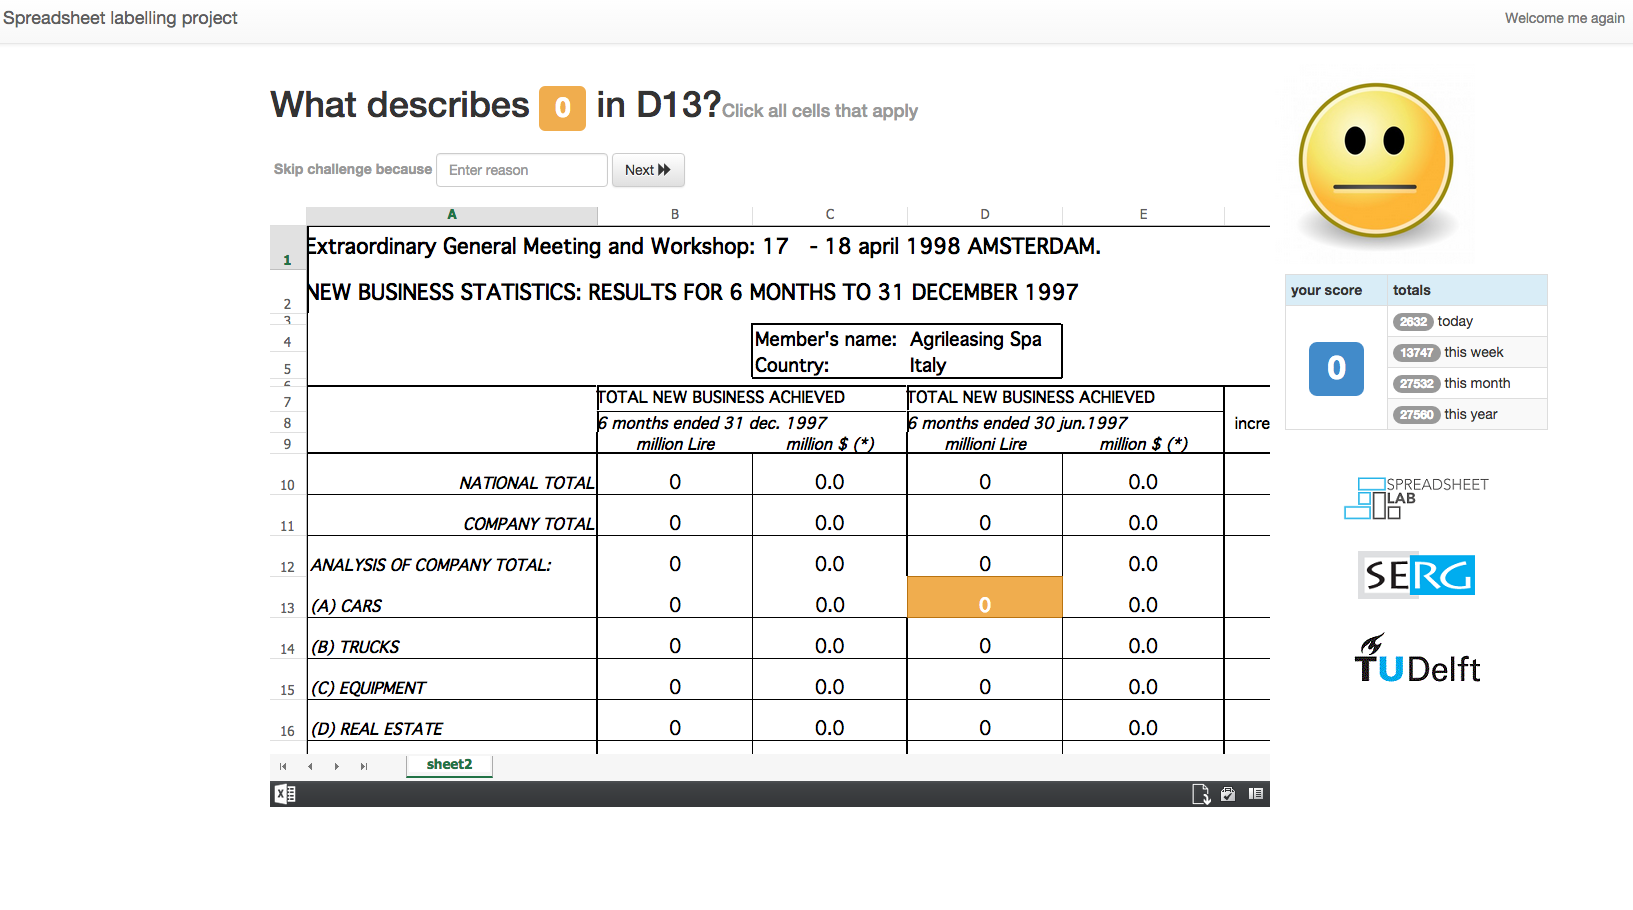 Spreadsheet labelling project
Welcome me again
What describes 0 in D13? Click all cells that apply
Skip challenge because Enter reason Next
A B C D E
1 Extraordinary General Meeting and Workshop: 17 - 18 april 1998 AMSTERDAM.
2 NEW BUSINESS STATISTICS: RESULTS FOR 6 MONTHS TO 31 DECEMBER 1997
3
4 Member's name: Agrileasing Spa
5 Country: Italy
6
7 TOTAL NEW BUSINESS ACHIEVED TOTAL NEW BUSINESS ACHIEVED
8 6 months ended 31 dec. 1997 6 months ended 30 jun.1997 incre
9 million Lire million $ (*) millioni Lire million $ (*)
10 NATIONAL TOTAL 0 0.0 0 0.0
11 COMPANY TOTAL 0 0.0 0 0.0
12 ANALYSIS OF COMPANY TOTAL: 0 0.0 0 0.0
13 (A) CARS 0 0.0 0 0.0
14 (B) TRUCKS 0 0.0 0 0.0
15 (C) EQUIPMENT 0 0.0 0 0.0
16 (D) REAL ESTATE 0 0.0 0 0.0
sheet2
your score totals
0
2632 today
13747 this week
27532 this month
27560 this year
SPREADSHEET
LAB
SERG
TUDelft